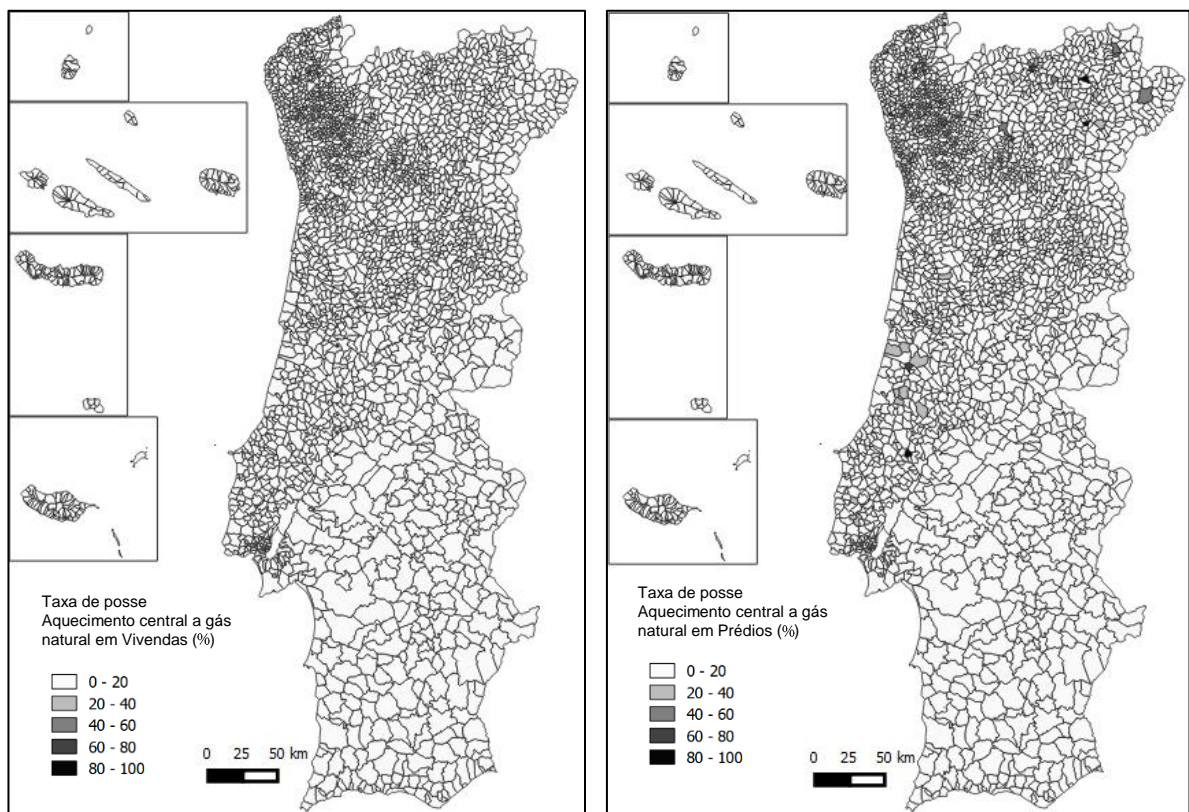 Taxa de posse
Aquecimento central a gás
natural em Vivendas (%)
0 - 20
20 - 40
40 - 60
60 - 80
80 - 100
0 25 50 km
Taxa de posse
Aquecimento central a gás
natural em Prédios (%)
0 - 20
20 - 40
40 - 60
60 - 80
80 - 100
0 25 50 km